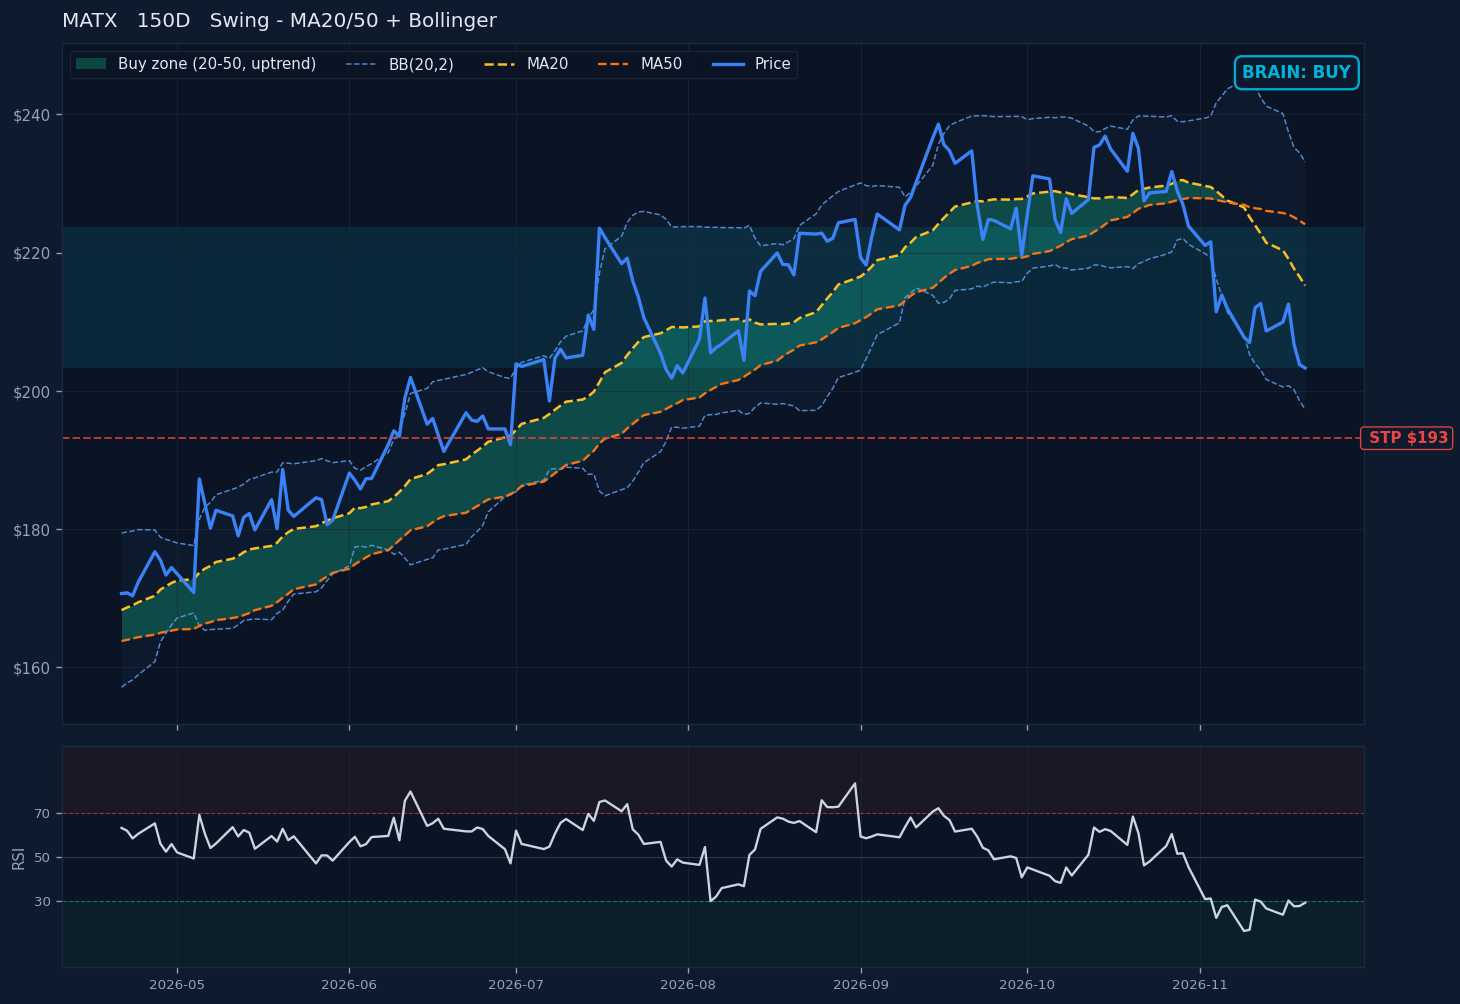 MATX   150D   Swing - MA20/50 + Bollinger
Buy zone (20-50, uptrend)   BB(20,2)   MA20   MA50   Price
BRAIN: BUY
$240
$220
$200
STP $193
$180
$160
70
50
30
RSI
2026-05   2026-06   2026-07   2026-08   2026-09   2026-10   2026-11